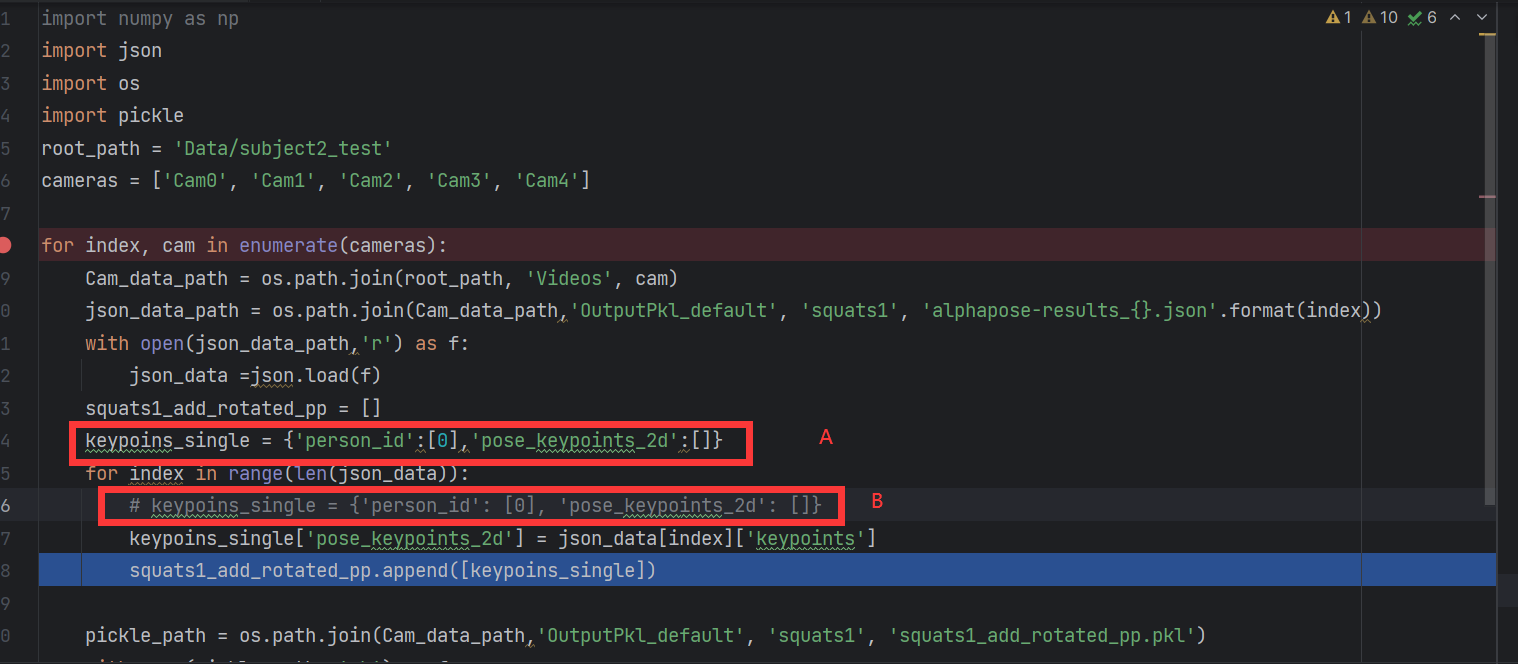 1 import numpy as np
1 10 6
2 import json
3 import os
4 import pickle
5 root_path = 'Data/subject2_test'
6 cameras = ['Cam0', 'Cam1', 'Cam2', 'Cam3', 'Cam4']
7
for index, cam in enumerate(cameras):
9 Cam_data_path = os.path.join(root_path, 'Videos', cam)
0 json_data_path = os.path.join(Cam_data_path,'OutputPkl_default', 'squats1', 'alphapose-results_{}.json'.format(index))
1 with open(json_data_path,'r') as f:
2 json_data =json.load(f)
3 squats1_add_rotated_pp = []
4 keypoins_single = {'person_id':[0],'pose_keypoints_2d':[]} A
5 for index in range(len(json_data)):
6 # keypoins_single = {'person_id': [0], 'pose_keypoints_2d': []} B
7 keypoins_single['pose_keypoints_2d'] = json_data[index]['keypoints']
8 squats1_add_rotated_pp.append([keypoins_single])
9
0 pickle_path = os.path.join(Cam_data_path,'OutputPkl_default', 'squats1', 'squats1_add_rotated_pp.pkl')